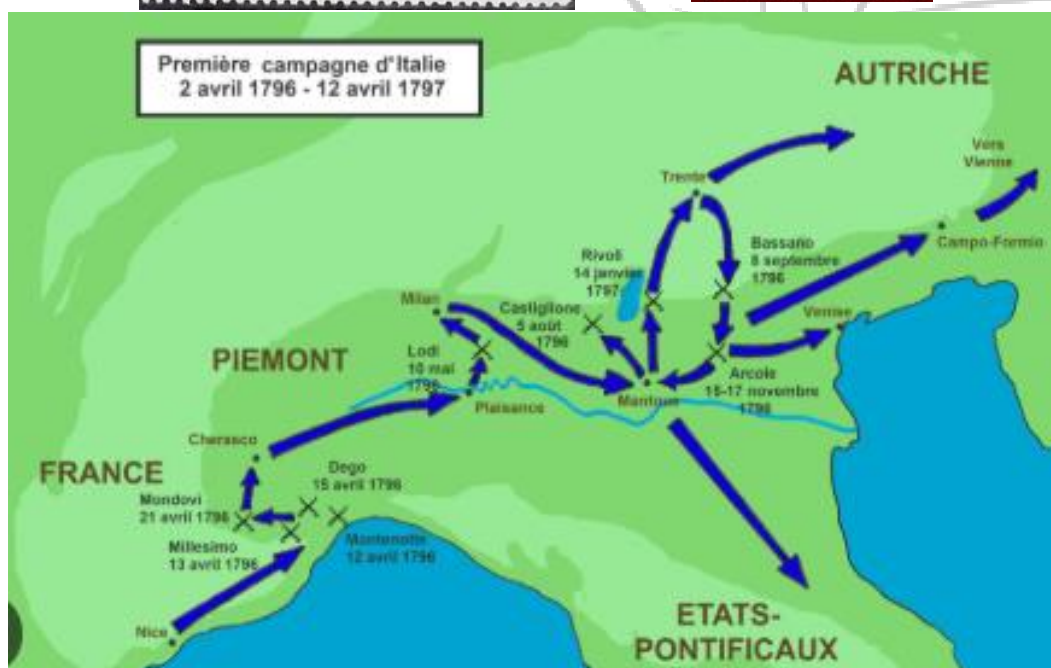 Première campagne d'Italie
2 avril 1796 - 12 avril 1797
AUTRICHE
Vers
Vienne
Trente
Campo-Formio
Bassano
8 septembre
1796
Rivoli
14 janvier
1797
Milan
Castiglione
5 août
1796
Venise
PIEMONT
Lodi
10 mai
1796
Arcole
15-17 novembre
1796
Mantoue
Plaisance
Cherasco
FRANCE
Dego
15 avril 1796
Mondovi
21 avril 1796
Millesimo
13 avril 1796
Montenotte
12 avril 1796
Nice
ETATS-
PONTIFICAUX